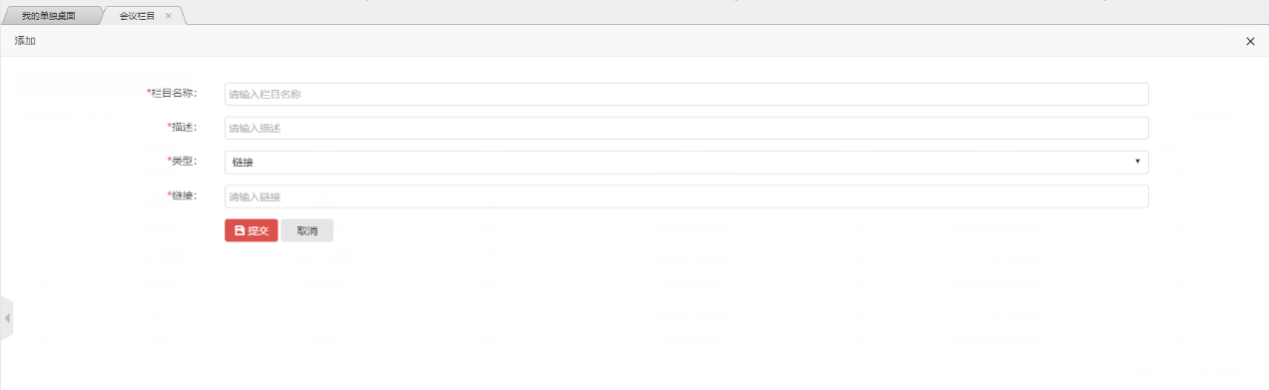 我的单独桌面 会议栏目 ×
添加 ×
*栏目名称: 请输入栏目名称
*描述: 请输入描述
*类型: 链接
*链接: 请输入链接
提交 取消